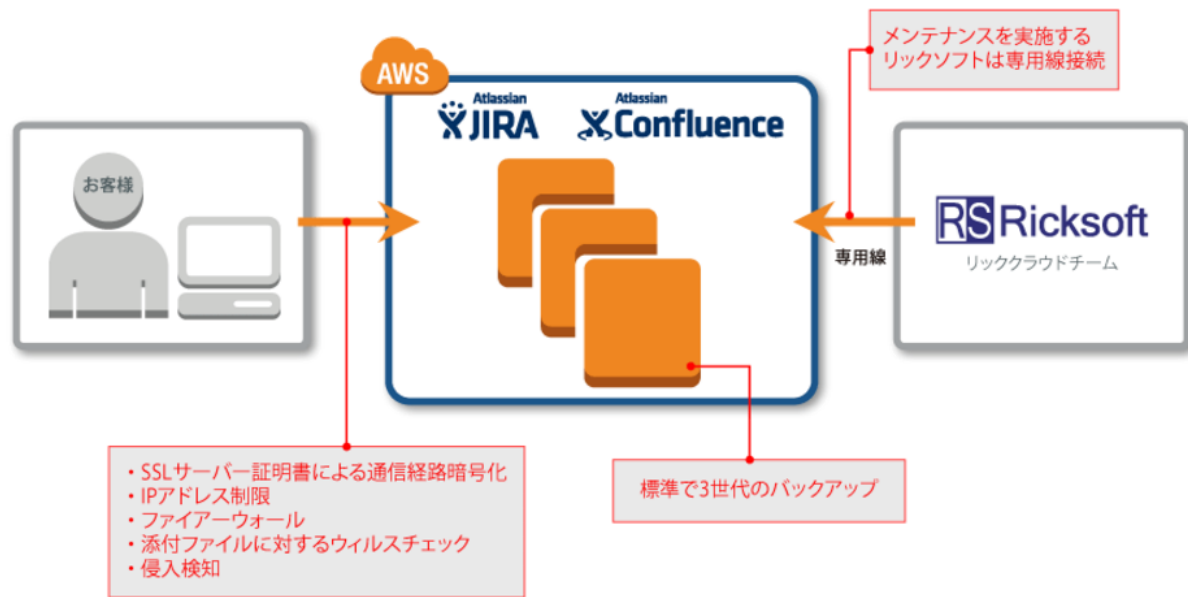 メンテナンスを実施する
リックソフトは専用線接続
AWS
Atlassian
JIRA
Atlassian
Confluence
お客様
専用線
RS Ricksoft
リッククラウドチーム
・SSLサーバー証明書による通信経路暗号化
・IPアドレス制限
・ファイアーウォール
・添付ファイルに対するウィルスチェック
・侵入検知
標準で3世代のバックアップ